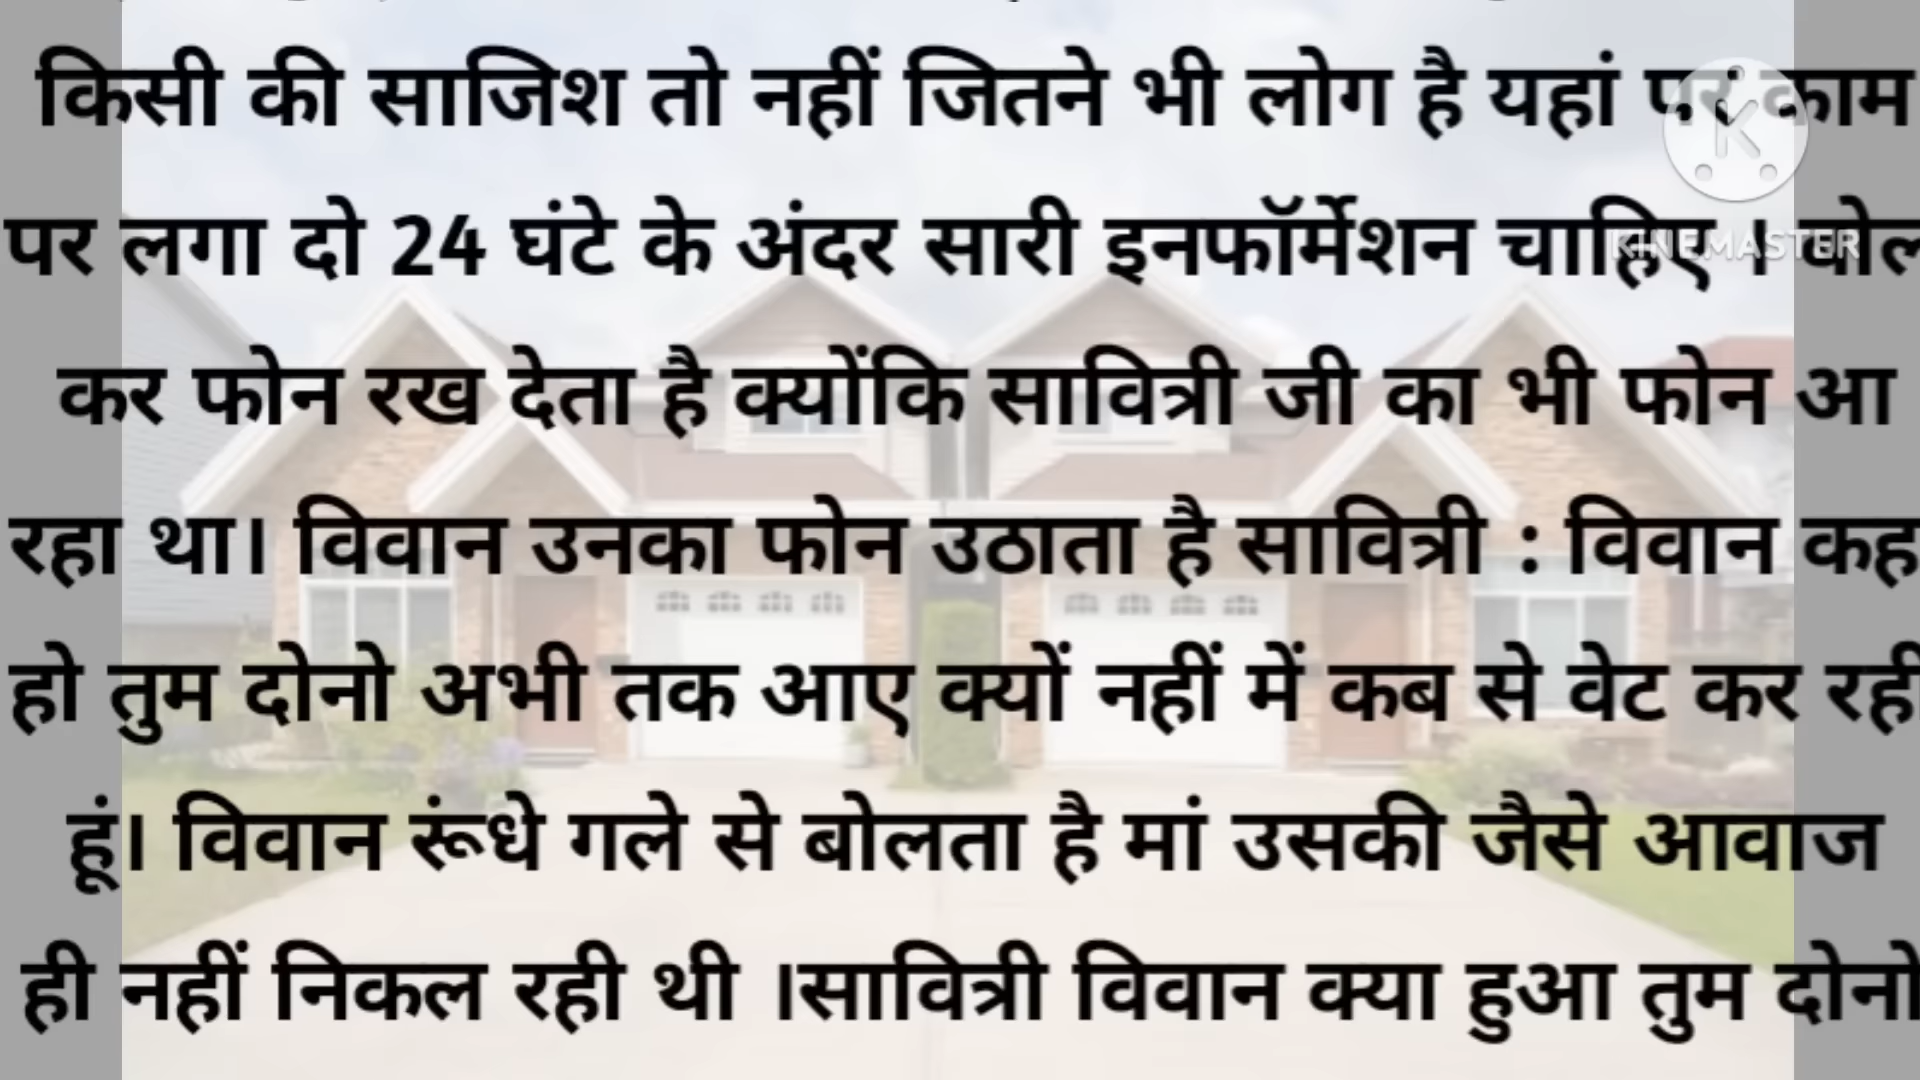 किसी की साजिश तो नहीं जितने भी लोग है यहां पर काम
पर लगा दो 24 घंटे के अंदर सारी इनफॉर्मेशन चाहिए । बोल
कर फोन रख देता है क्योंकि सावित्री जी का भी फोन आ
रहा था। विवान उनका फोन उठाता है सावित्री : विवान कह
हो तुम दोनो अभी तक आए क्यों नहीं में कब से वेट कर रही
हूं। विवान रूंधे गले से बोलता है मां उसकी जैसे आवाज
ही नहीं निकल रही थी ।सावित्री विवान क्या हुआ तुम दोनो
KINEMASTER